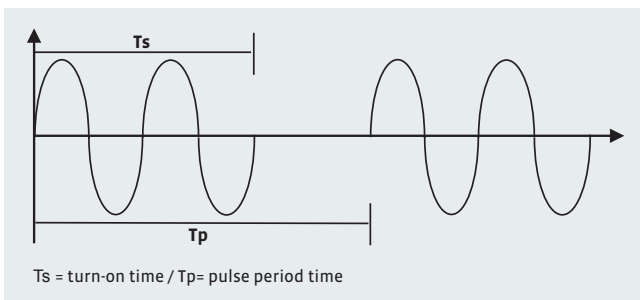 Ts
Tp
Ts = turn-on time / Tp= pulse period time